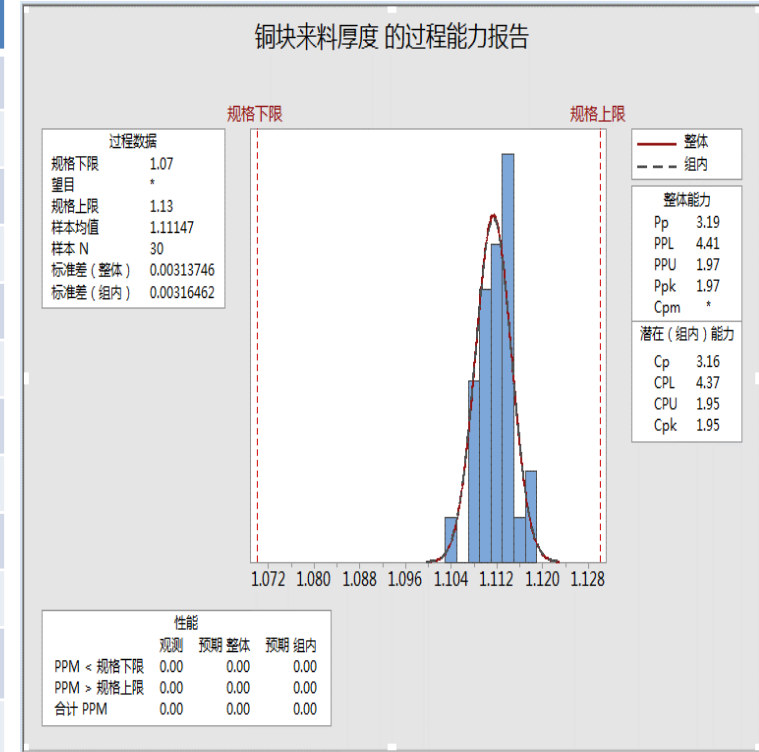 铜块来料厚度 的过程能力报告
规格下限 规格上限
过程数据
规格下限 1.07
望目 *
规格上限 1.13
样本均值 1.11147
样本 N 30
标准差(整体) 0.00313746
标准差(组内) 0.00316462
整体
组内
整体能力
Pp 3.19
PPL 4.41
PPU 1.97
Ppk 1.97
Cpm *
潜在(组内)能力
Cp 3.16
CPL 4.37
CPU 1.95
Cpk 1.95
1.072 1.080 1.088 1.096 1.104 1.112 1.120 1.128
性能
观测 预期 整体 预期 组内
PPM < 规格下限 0.00 0.00 0.00
PPM > 规格上限 0.00 0.00 0.00
合计 PPM 0.00 0.00 0.00